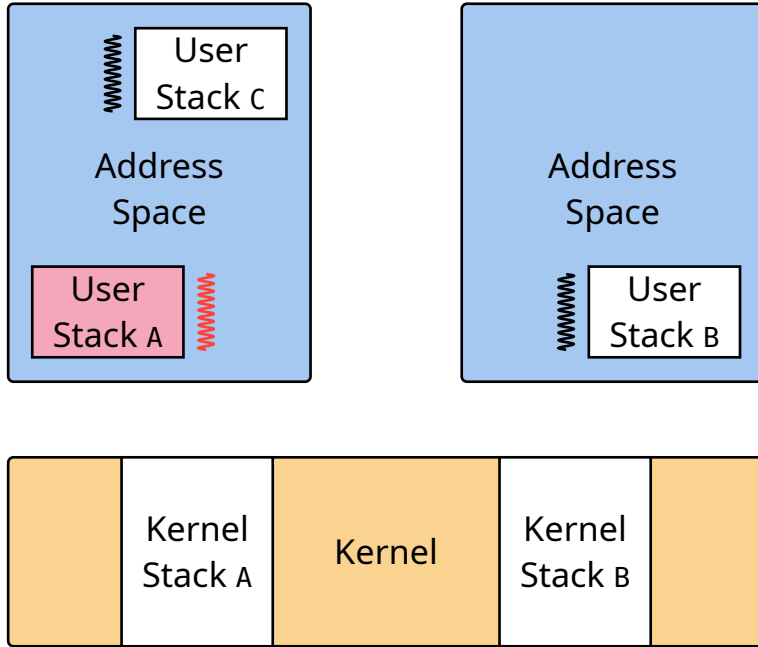 User
Stack C
Address
Space
User
Stack A
Address
Space
User
Stack B
Kernel
Stack A
Kernel
Kernel
Stack B